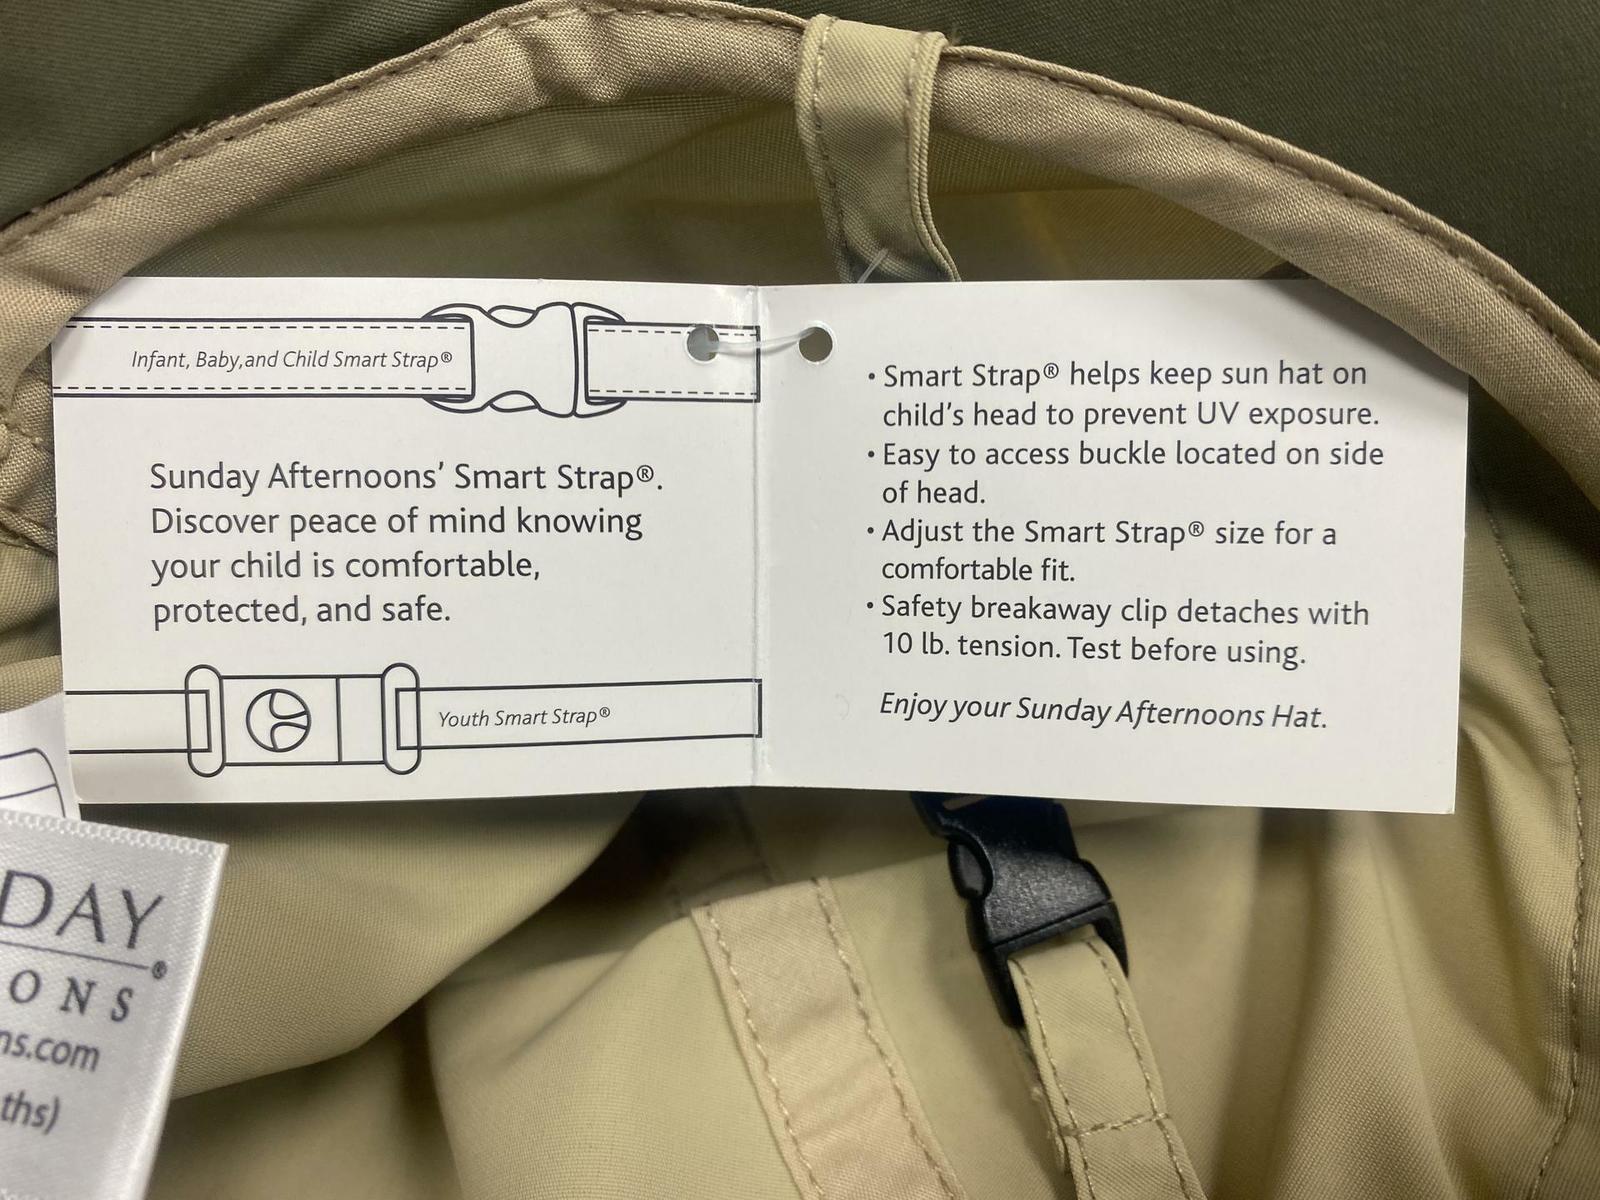 Infant, Baby, and Child Smart Strap®
Sunday Afternoons’ Smart Strap®.
Discover peace of mind knowing
your child is comfortable,
protected, and safe.
Youth Smart Strap®
• Smart Strap® helps keep sun hat on
child’s head to prevent UV exposure.
• Easy to access buckle located on side
of head.
• Adjust the Smart Strap® size for a
comfortable fit.
• Safety breakaway clip detaches with
10 lb. tension. Test before using.
Enjoy your Sunday Afternoons Hat.
DAY
ONS®
ns.com
ths)